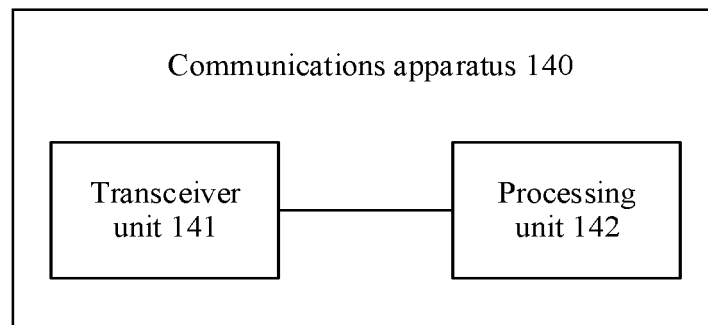 Communications apparatus 140
Transceiver
unit 141
Processing
unit 142